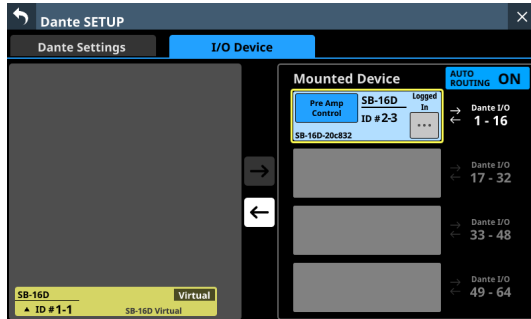 Dante SETUP
×
Dante Settings
I/O Device
Mounted Device
AUTO
ROUTING ON
Pre Amp
Control
SB-16D
ID #2-3
Logged
In
...
SB-16D-20c832
Dante I/O
1 - 16
Dante I/O
17 - 32
Dante I/O
33 - 48
Dante I/O
49 - 64
SB-16D
Virtual
▲ ID #1-1
SB-16D Virtual